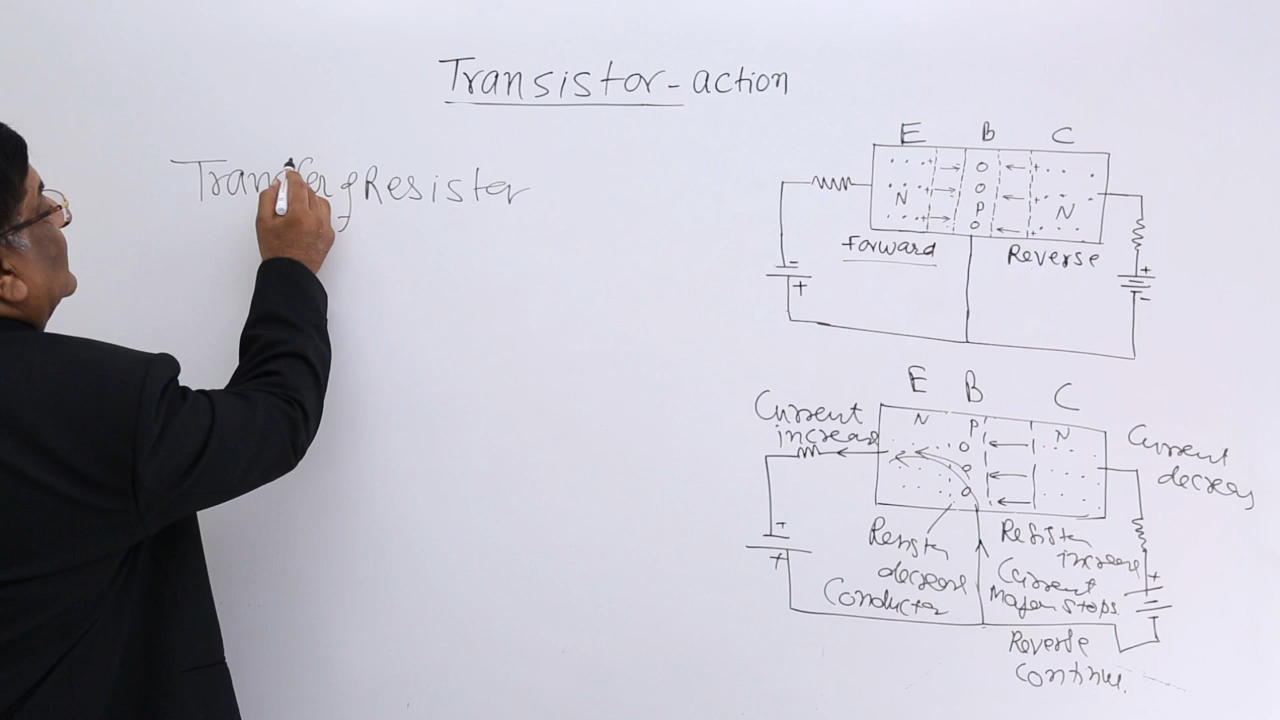 Transistor-action
Transfer of Resister
E B C
N P N
Forward Reverse
- +
+ -
E B C
N P N
Current
increase
Current
decreas
Resister
decrease
Conductor
Resister
increase
Current
Major stops
Reverse
Continue.
+ +
+